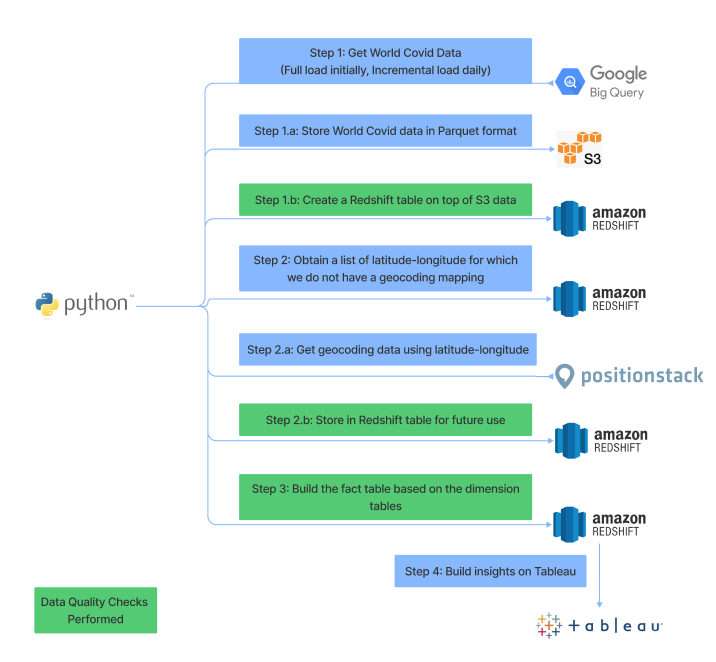 Step 1: Get World Covid Data
(Full load initially, Incremental load daily)
Google
Big Query
Step 1.a: Store World Covid data in Parquet format
S3
Step 1.b: Create a Redshift table on top of S3 data
amazon
REDSHIFT
Step 2: Obtain a list of latitude-longitude for which
we do not have a geocoding mapping
amazon
REDSHIFT
python™
Step 2.a: Get geocoding data using latitude-longitude
positionstack
Step 2.b: Store in Redshift table for future use
amazon
REDSHIFT
Step 3: Build the fact table based on the dimension
tables
amazon
REDSHIFT
Step 4: Build insights on Tableau
Data Quality Checks
Performed
+ableau